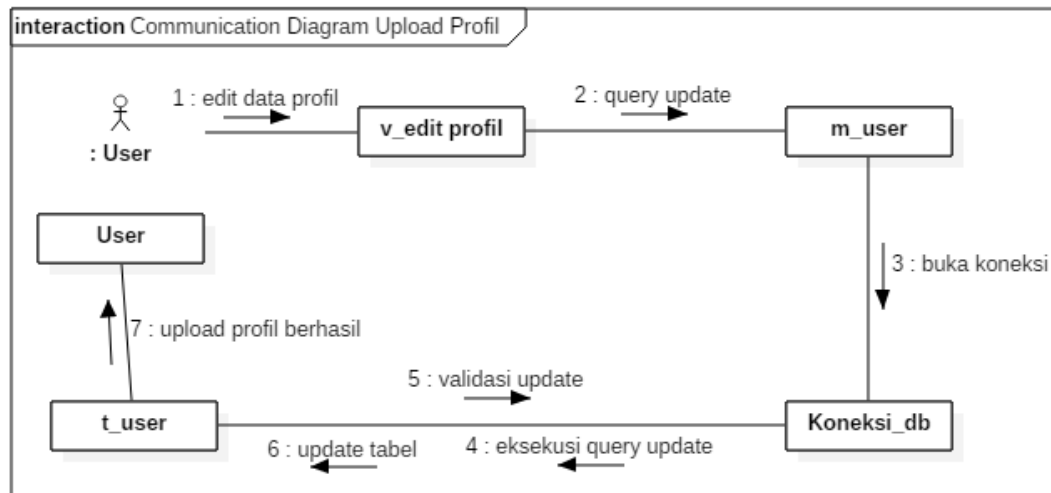 interaction Communication Diagram Upload Profil
1 : edit data profil
2 : query update
: User
v_edit profil
m_user
User
3 : buka koneksi
7 : upload profil berhasil
5 : validasi update
t_user
Koneksi_db
6 : update tabel
4 : eksekusi query update